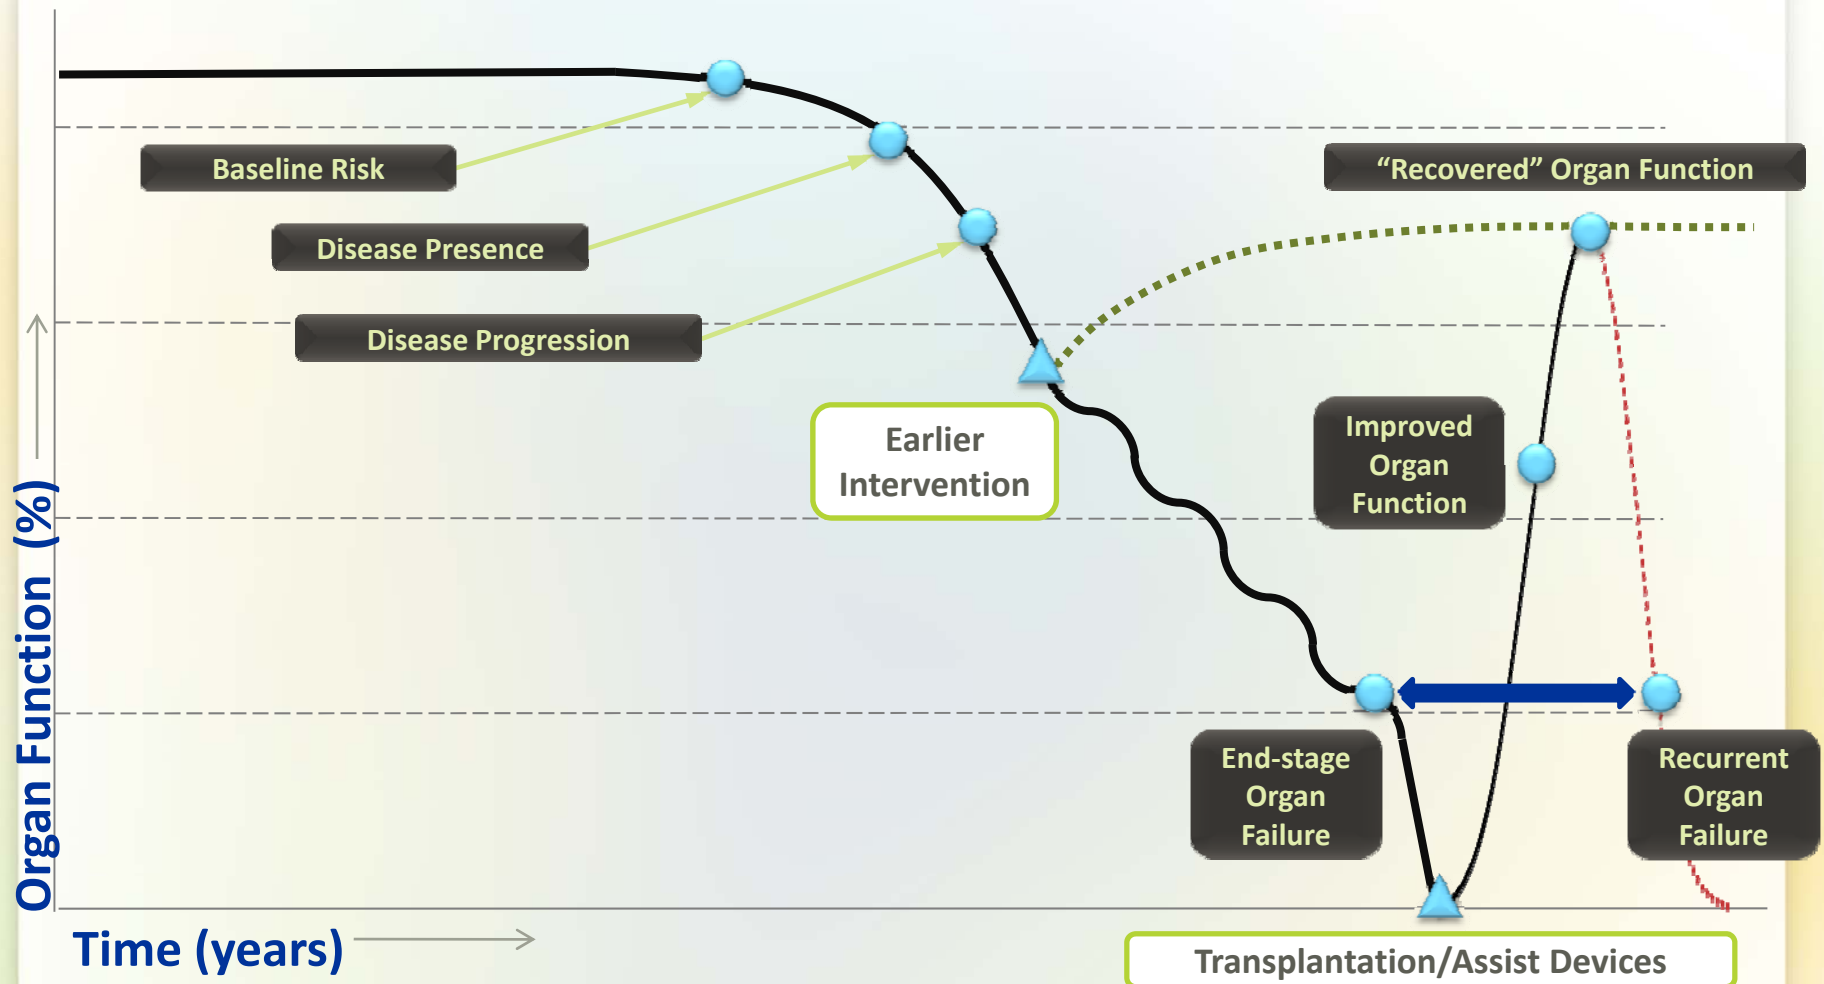 Baseline Risk
“Recovered” Organ Function
Disease Presence
Disease Progression
Earlier
Intervention
Improved
Organ
Function
Organ Function  (%)
End-stage
Organ
Failure
Recurrent
Organ
Failure
Time (years)
Transplantation/Assist Devices